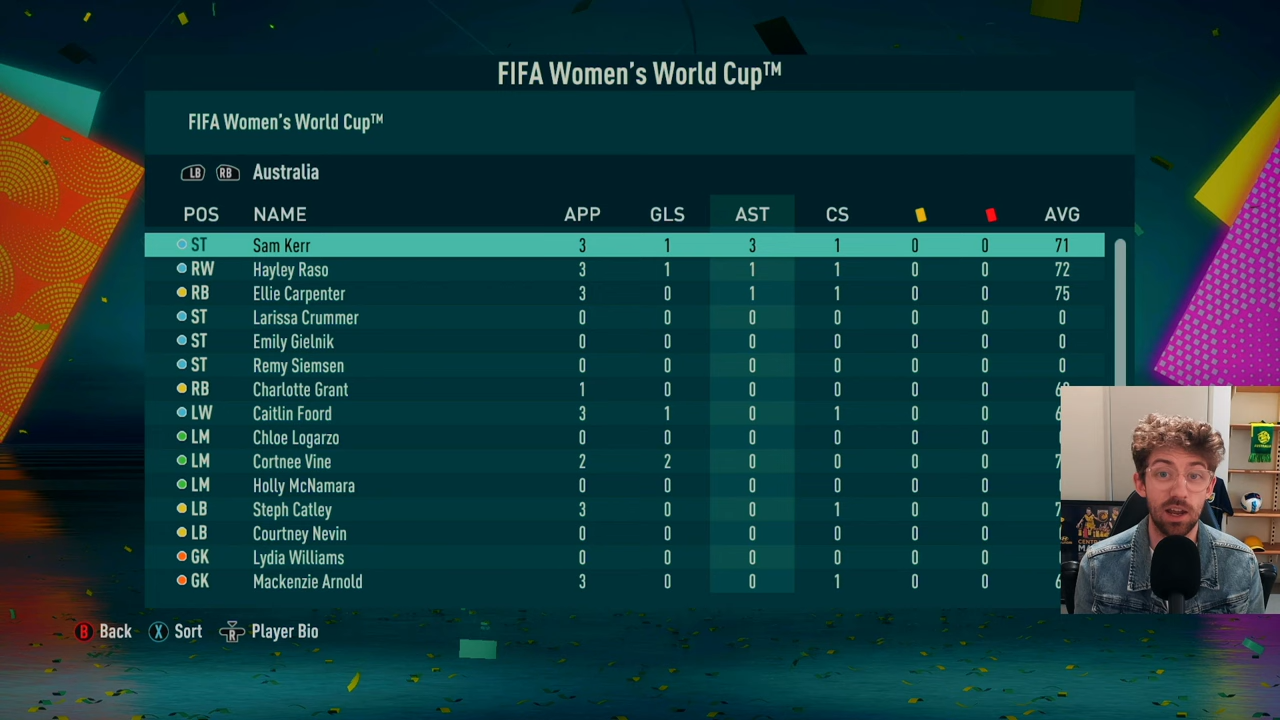 FIFA Women's World Cup™
FIFA Women's World Cup™
LB RB Australia
POS NAME APP GLS AST CS AVG
ST Sam Kerr 3 1 3 1 0 0 71
RW Hayley Raso 3 1 1 1 0 0 72
RB Ellie Carpenter 3 0 1 1 0 0 75
ST Larissa Crummer 0 0 0 0 0 0 0
ST Emily Gielnik 0 0 0 0 0 0 0
ST Remy Siemsen 0 0 0 0 0 0 0
RB Charlotte Grant 1 0 0 0 0 0
LW Caitlin Foord 3 1 0 1 0 0
LM Chloe Logarzo 0 0 0 0 0 0
LM Cortnee Vine 2 2 0 0 0 0
LM Holly McNamara 0 0 0 0 0 0
LB Steph Catley 3 0 0 1 0 0
LB Courtney Nevin 0 0 0 0 0 0
GK Lydia Williams 0 0 0 0 0 0
GK Mackenzie Arnold 3 0 0 1 0 0
B Back X Sort R Player Bio